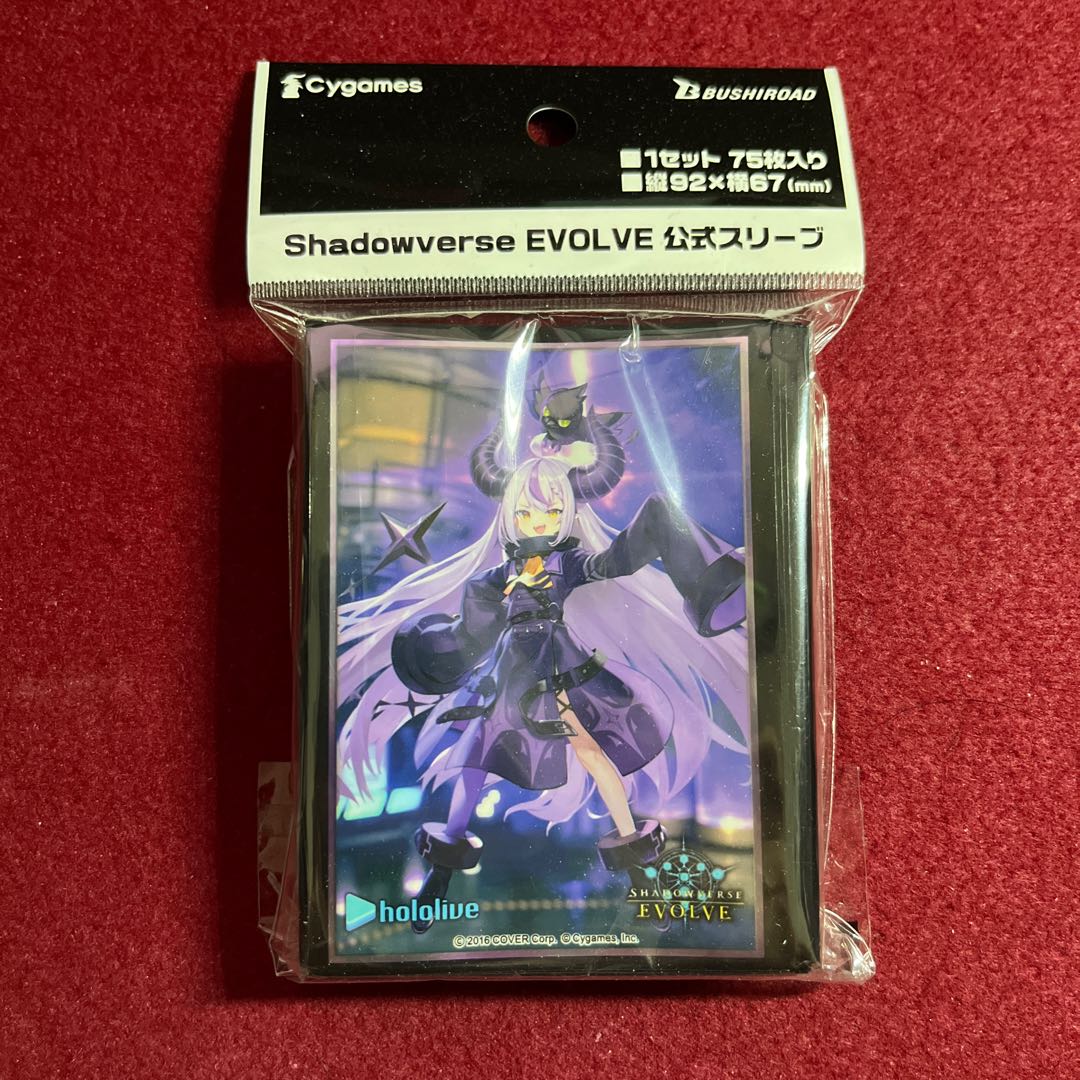 Cygames
BUSHIROAD
■1セット 75枚入り
■縦92×横67(mm)
Shadowverse EVOLVE 公式スリーブ
hololive
SHADOWVERSE
EVOLVE
© 2016 COVER Corp. © Cygames, Inc.